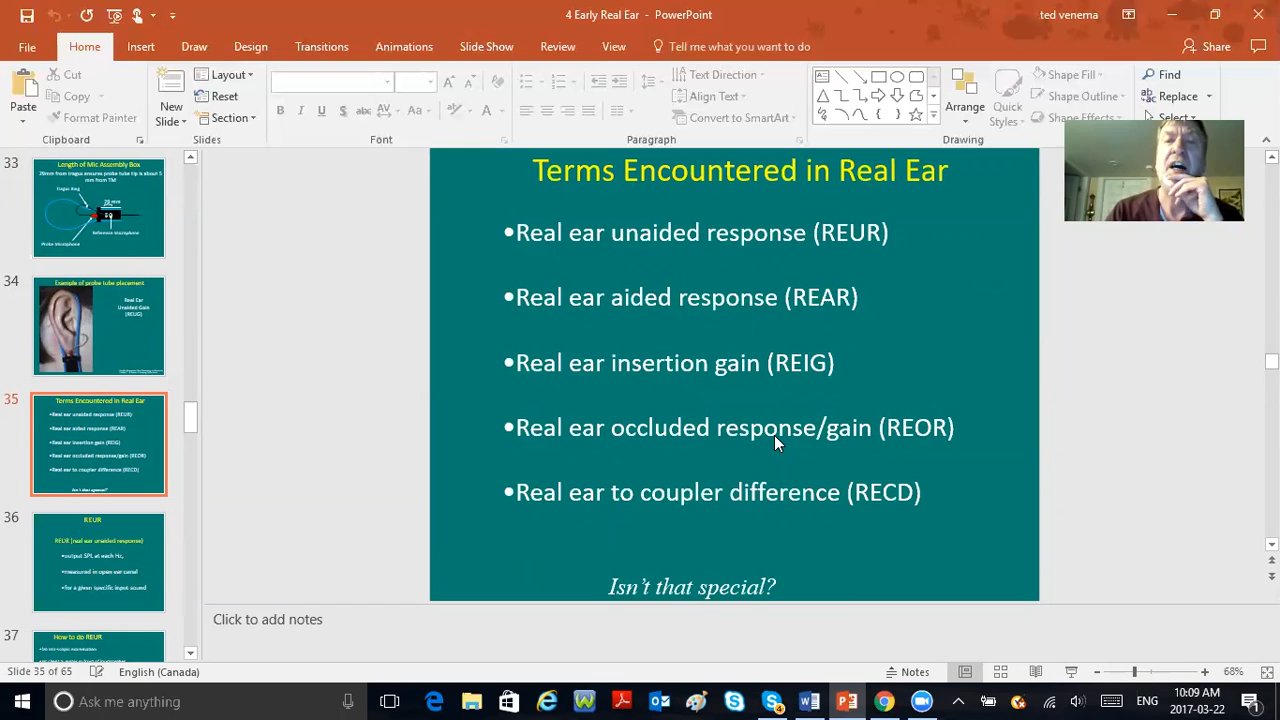 4 Early REM - PowerPoint
ted venema
File
Home
Insert
Design
Transitions
Animations
Slide Show
Review
View
Tell me what you want to do
Share
Paste
Cut
Copy
Format Painter
Clipboard
New
Slide
Layout
Reset
Section
Slides
B I U S abc AV Aa A
Text Direction
Align Text
Convert to SmartArt
Paragraph
Arrange
Quick
Styles
Shape Fill
Shape Outline
Shape Effects
Drawing
Find
Replace
33
Length of Mic Assembly Box
Probe Microphone
Reference Microphone
34
Example of probe tube placement
Real Ear
Unaided Gain
(REUG)
35
Terms Encountered in Real Ear
•Real ear unaided response (REUR)
•Real ear aided response (REAR)
•Real ear insertion gain (REIG)
•Real ear occluded response/gain (REOR)
•Real ear to coupler difference (RECD)
Isn't that special?
36
REUR
REUR (real ear unaided response)
•output SPL at each Hz,
•measured in open ear canal
•for a given specific input sound
37
How to do REUR
Terms Encountered in Real Ear
•Real ear unaided response (REUR)
•Real ear aided response (REAR)
•Real ear insertion gain (REIG)
•Real ear occluded response/gain (REOR)
•Real ear to coupler difference (RECD)
Isn't that special?
Click to add notes
Slide 35 of 65
English (Canada)
Notes
68%
Ask me anything
ENG
10:09 AM
2017-03-22